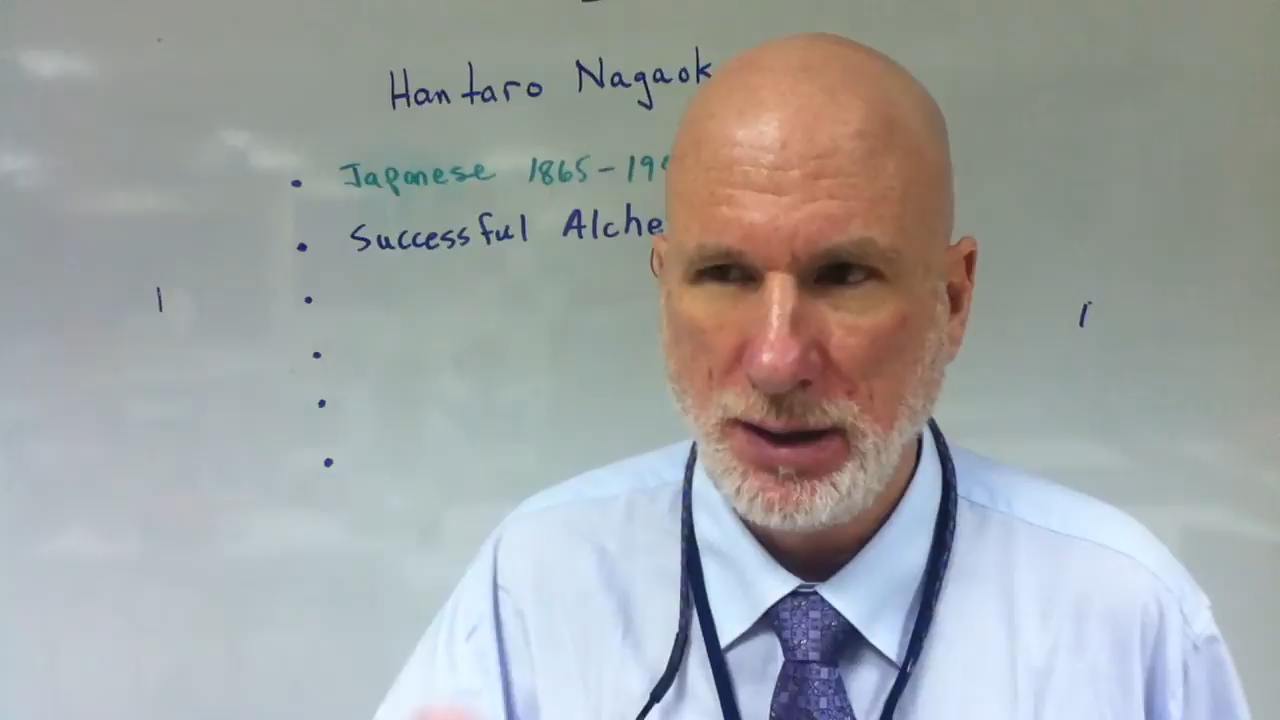 Hantaro Nagaok
• Japanese 1865-19
• Successful Alche
•
•
•
•